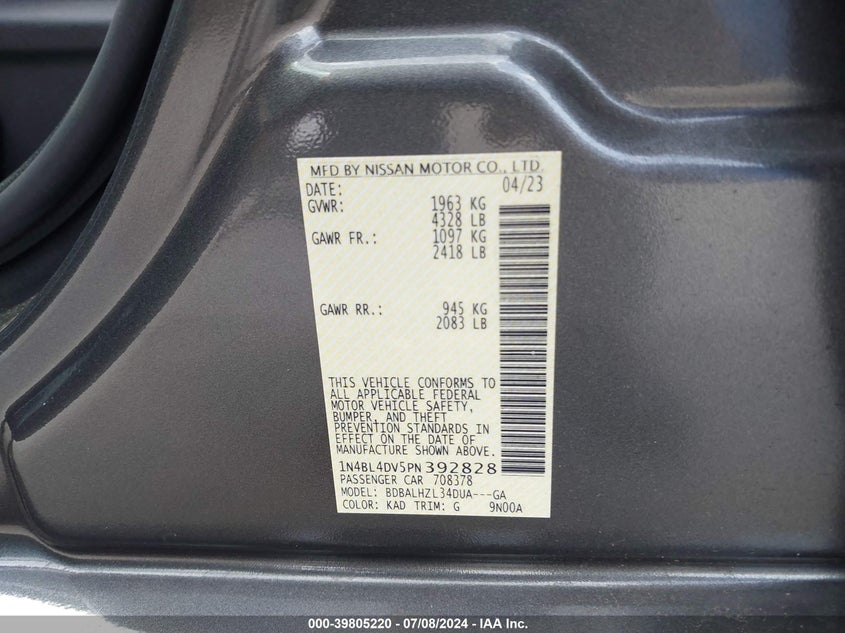 MFD BY NISSAN MOTOR CO., LTD.
DATE: 04/23
GVWR: 1963 KG
4328 LB
GAWR FR.: 1097 KG
2418 LB
GAWR RR.: 945 KG
2083 LB
THIS VEHICLE CONFORMS TO
ALL APPLICABLE FEDERAL
MOTOR VEHICLE SAFETY,
BUMPER, AND THEFT
PREVENTION STANDARDS IN
EFFECT ON THE DATE OF
MANUFACTURE SHOWN ABOVE.
1N4BL4DV5PN392828
PASSENGER CAR 708378
MODEL: BDBALHZL34DUA---GA
COLOR: KAD TRIM: G 9N00A
000-39805220 - 07/08/2024 - IAA Inc.